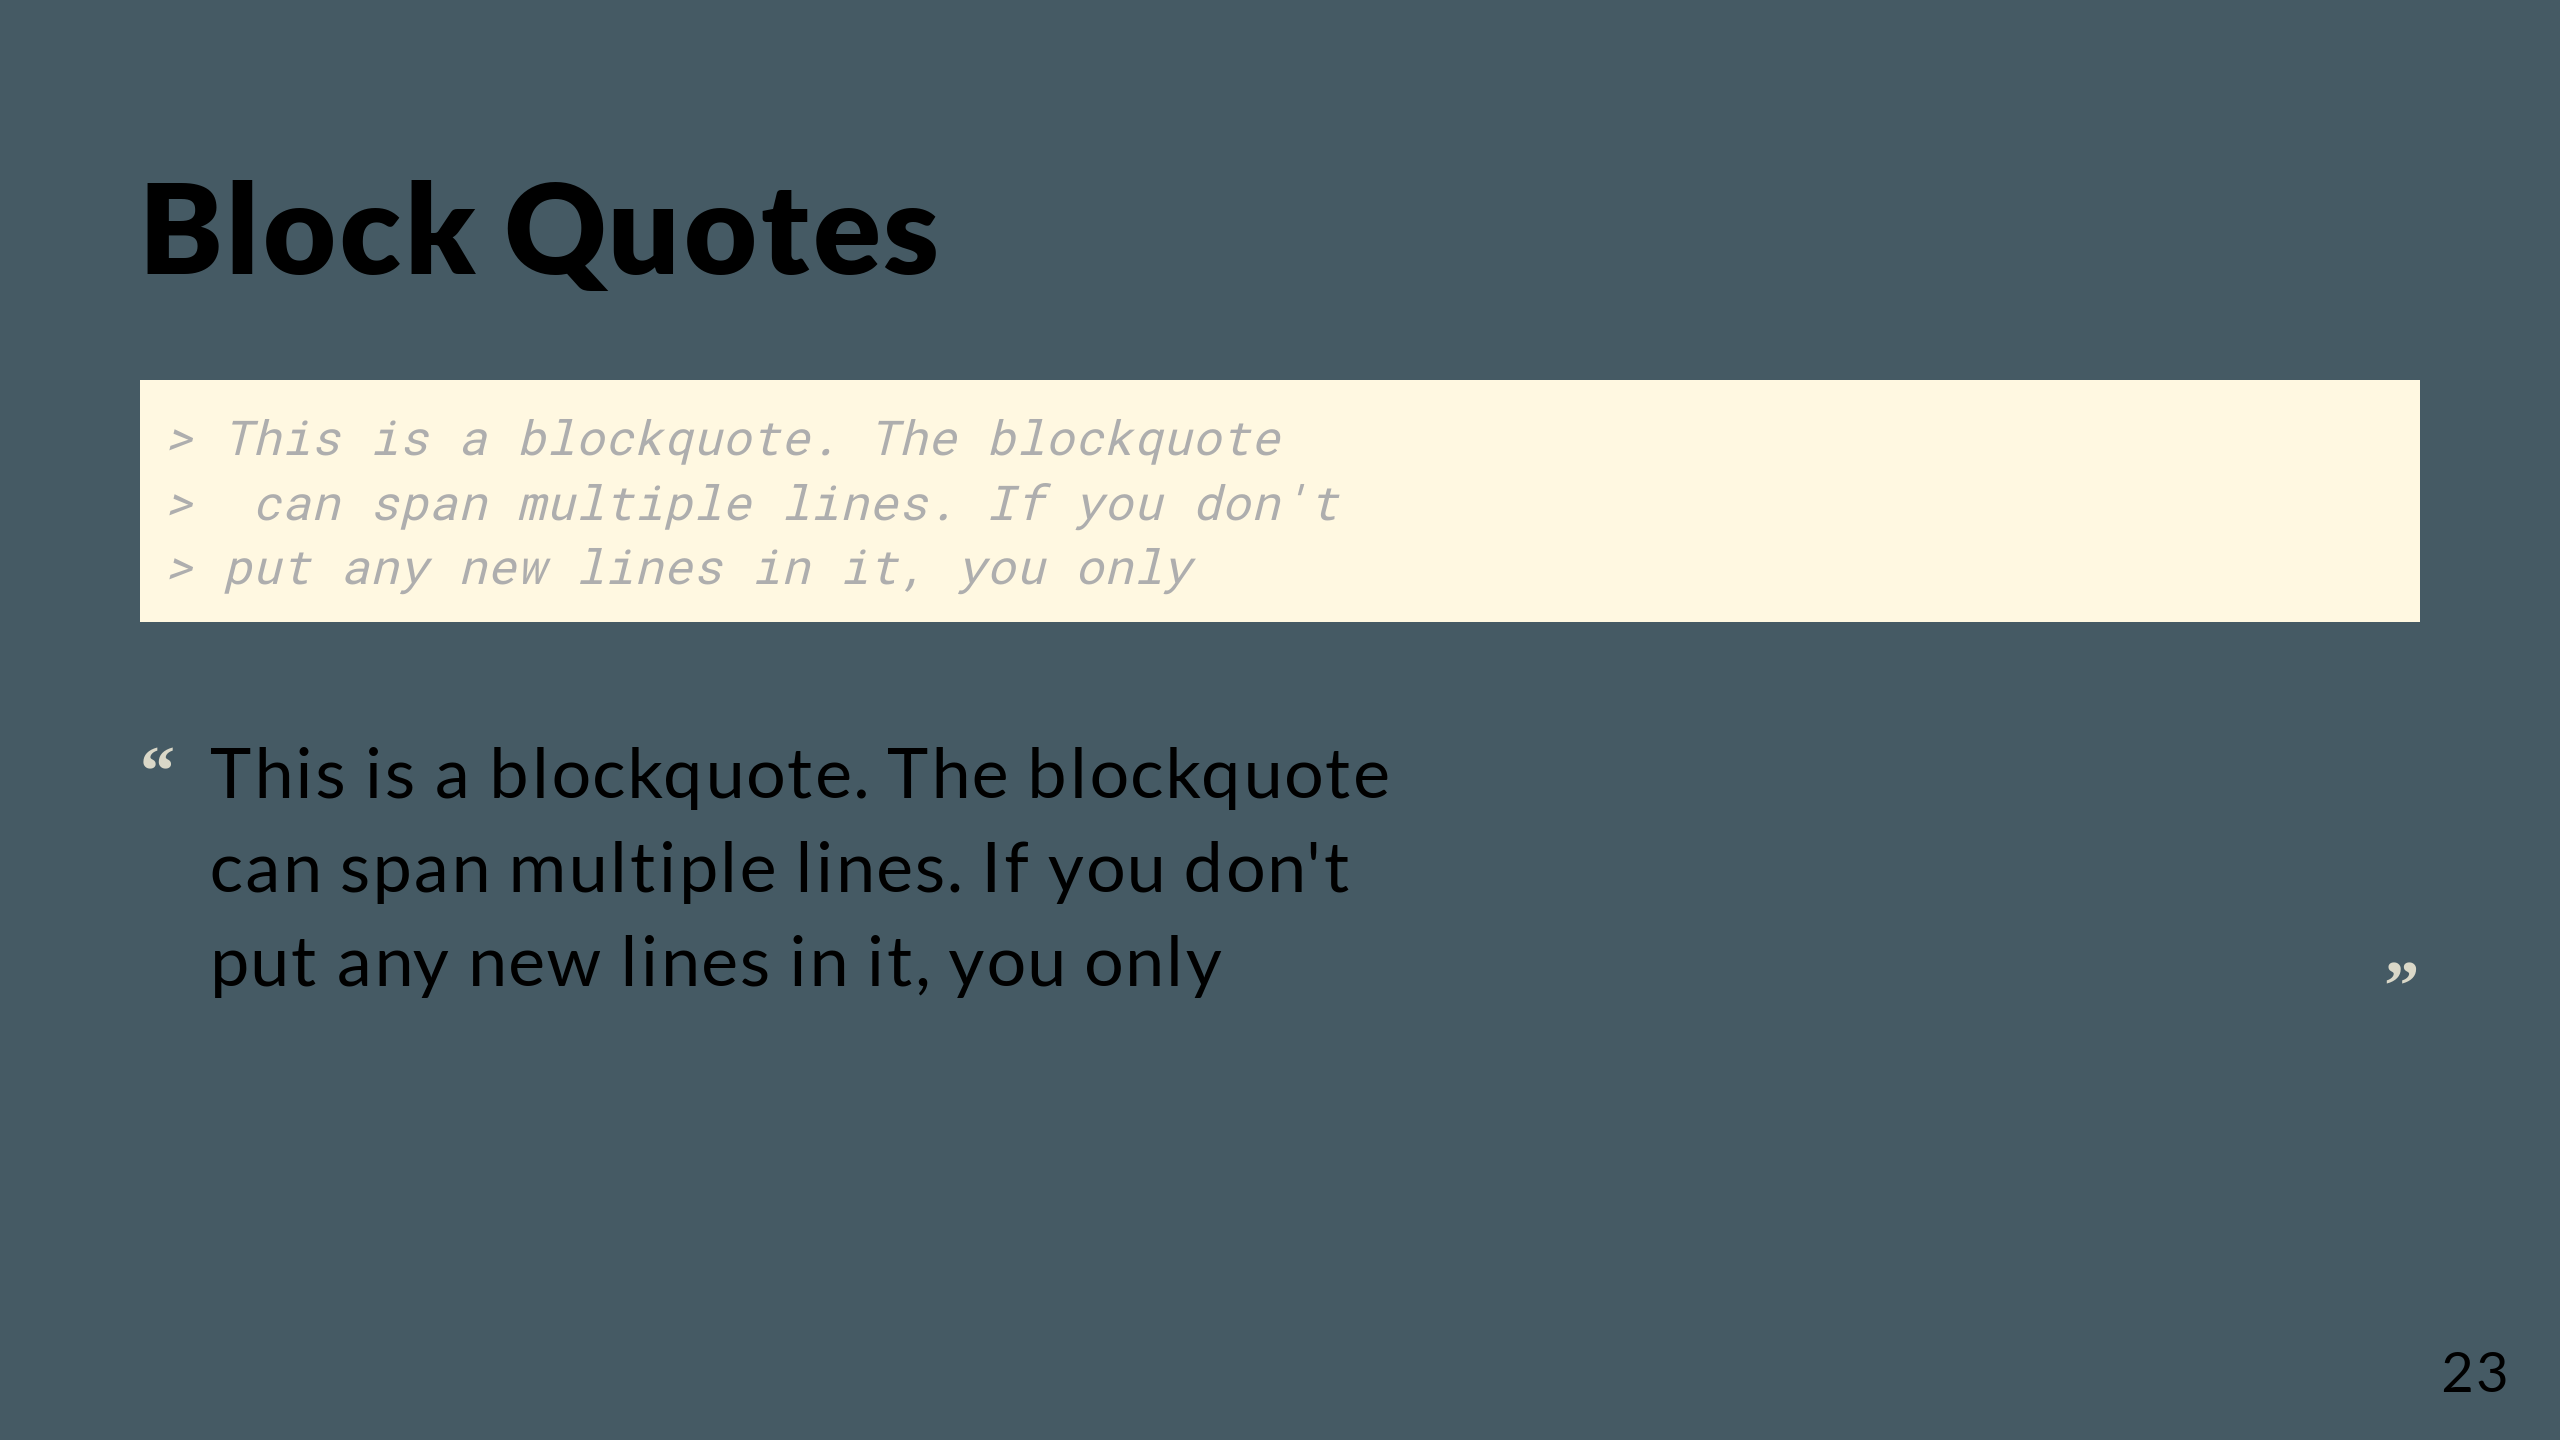 Block Quotes
> This is a blockquote. The blockquote
>  can span multiple lines. If you don't
> put any new lines in it, you only
“ This is a blockquote. The blockquote
can span multiple lines. If you don't
put any new lines in it, you only ”
23